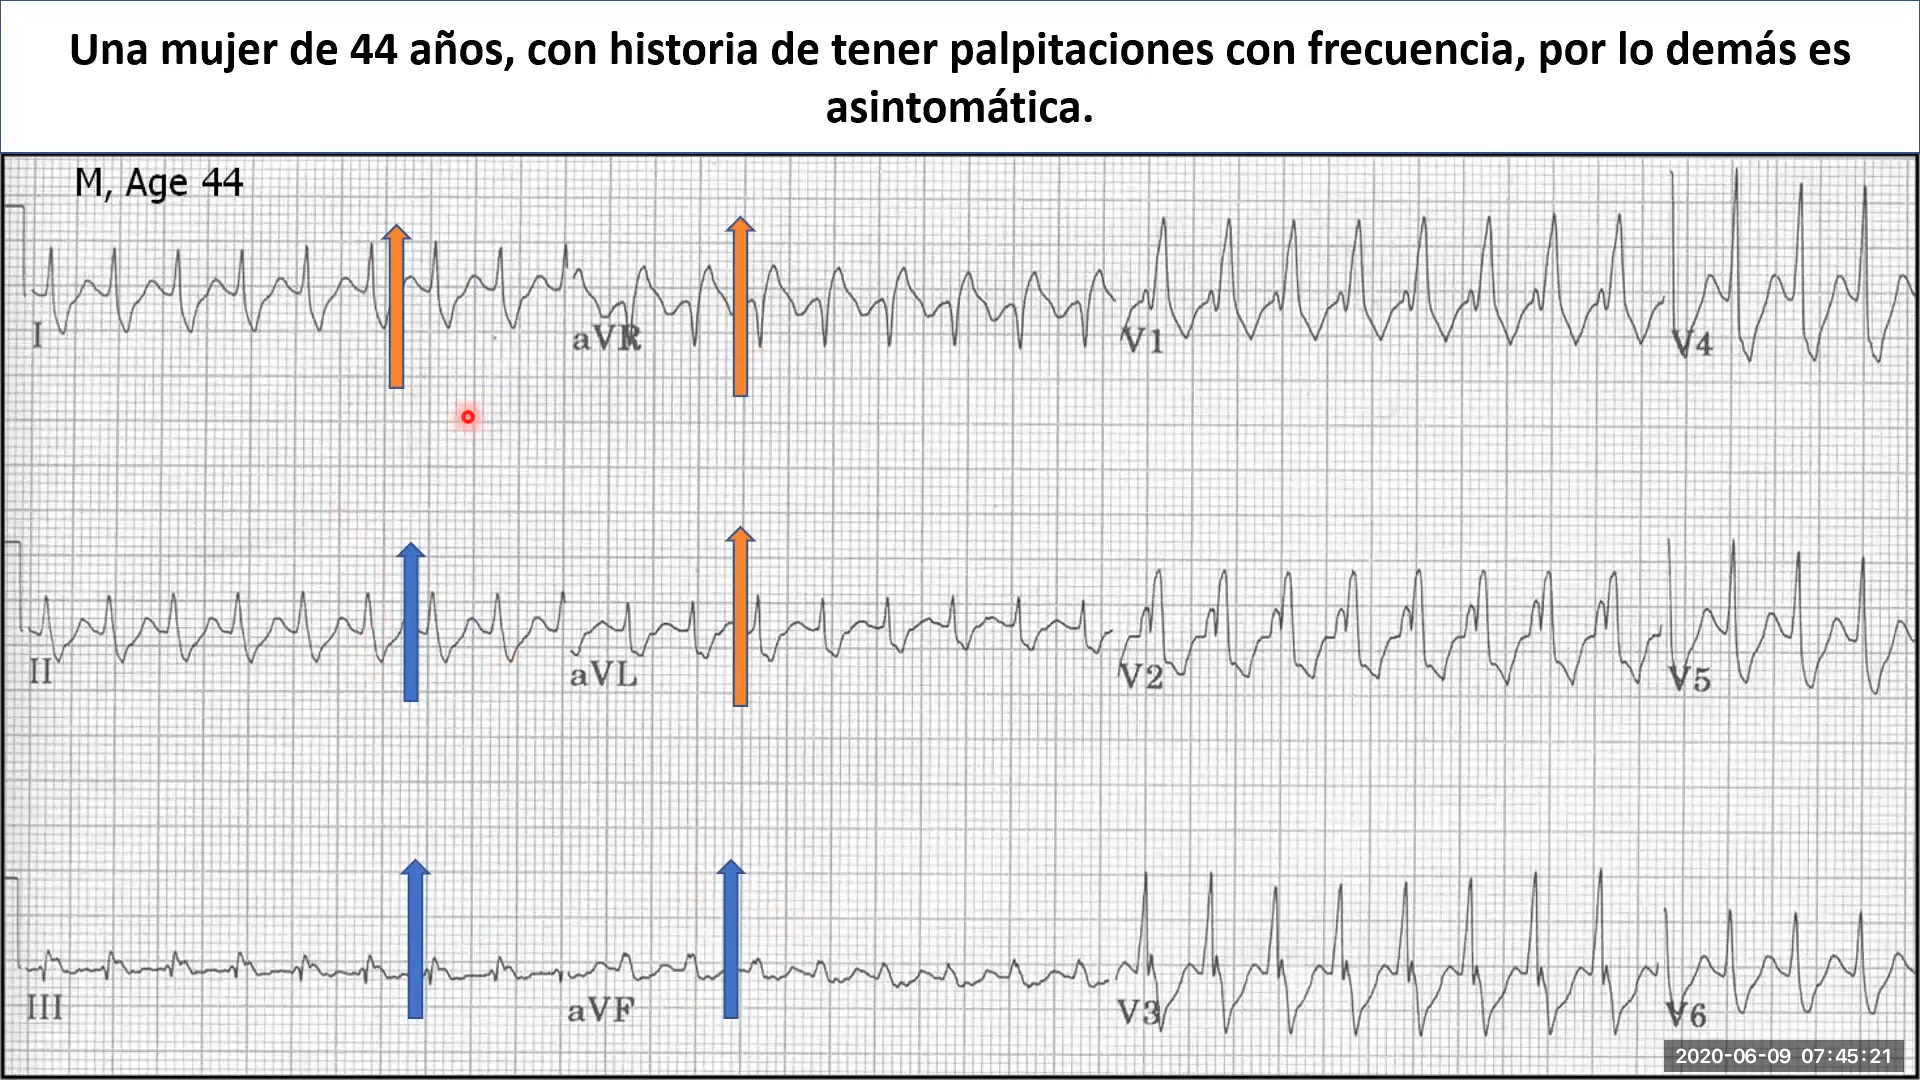 Una mujer de 44 años, con historia de tener palpitaciones con frecuencia, por lo demás es
asintomática.
M, Age 44
I
aVR
V1
V4
II
aVL
V2
V5
III
aVF
V3
V6
2020-06-09 07:45:21